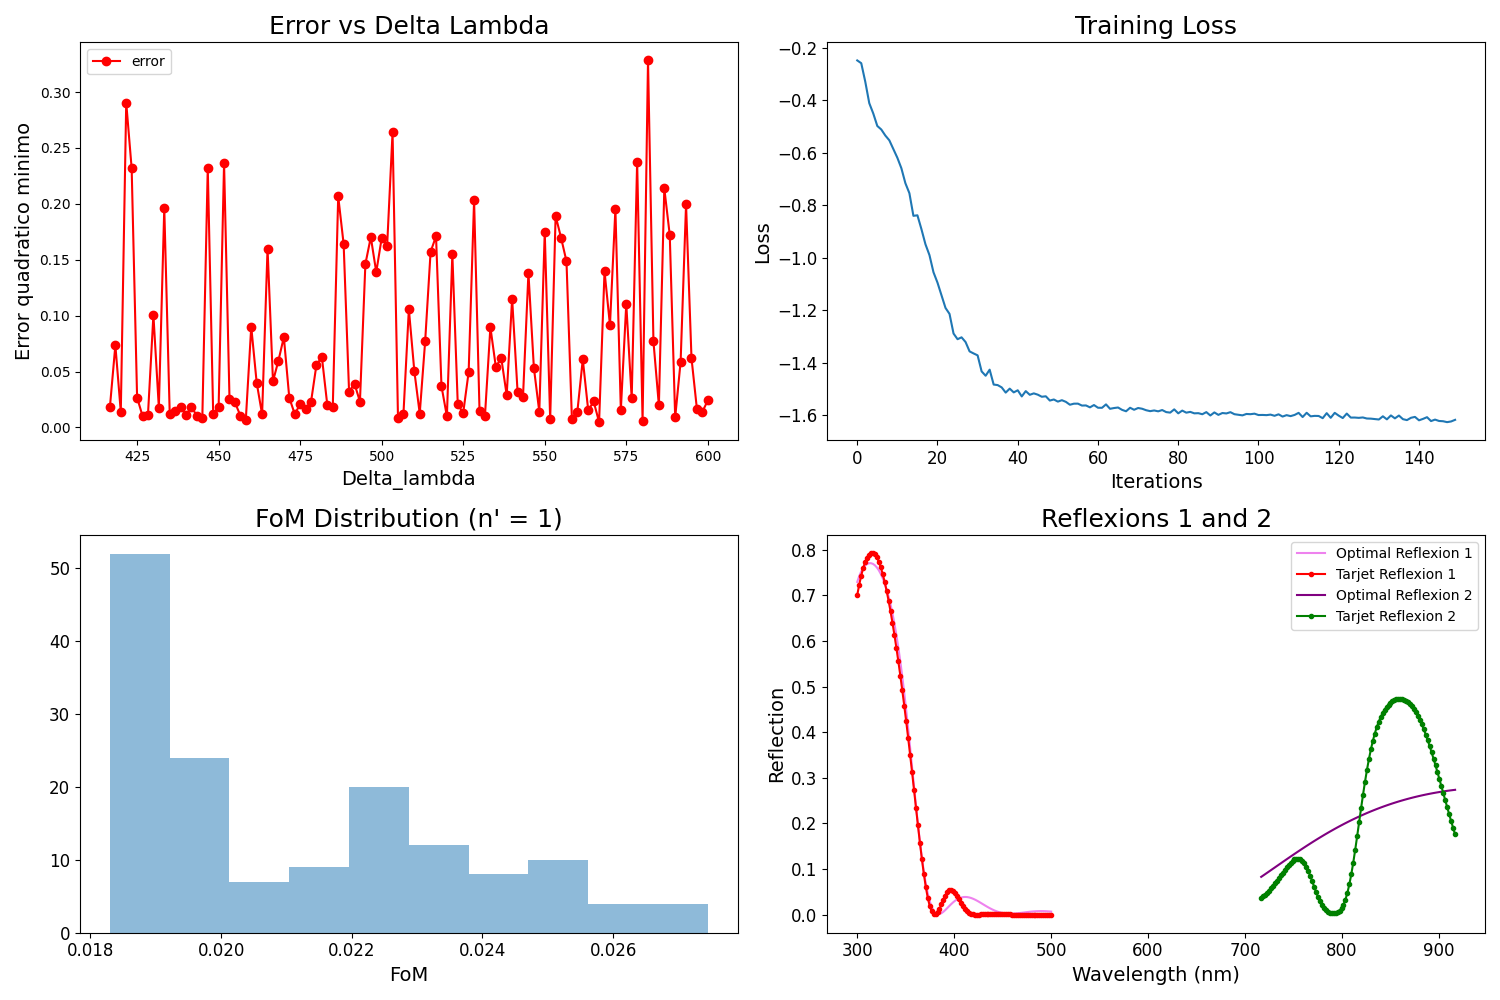 Error vs Delta Lambda
error
Error quadratico minimo
0.30
0.25
0.20
0.15
0.10
0.05
0.00
425 450 475 500 525 550 575 600
Delta_lambda
Training Loss
Loss
−0.2
−0.4
−0.6
−0.8
−1.0
−1.2
−1.4
−1.6
0 20 40 60 80 100 120 140
Iterations
FoM Distribution (n' = 1)
50
40
30
20
10
0
0.018 0.020 0.022 0.024 0.026
FoM
Reflexions 1 and 2
Optimal Reflexion 1
Tarjet Reflexion 1
Optimal Reflexion 2
Tarjet Reflexion 2
Reflection
0.8
0.7
0.6
0.5
0.4
0.3
0.2
0.1
0.0
300 400 500 600 700 800 900
Wavelength (nm)